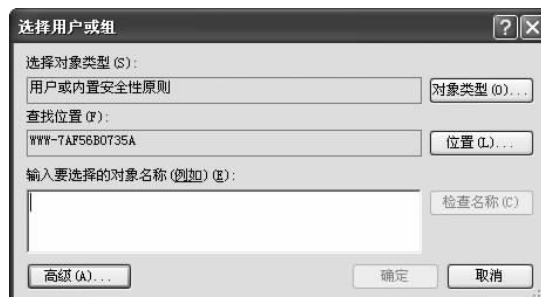 选择用户或组
选择对象类型(S):
用户或内置安全性原则
对象类型(O)...
查找位置(F):
WWW-7AF56B0735A
位置(L)...
输入要选择的对象名称(例如)(E):
检查名称(C)
高级(A)...
确定
取消